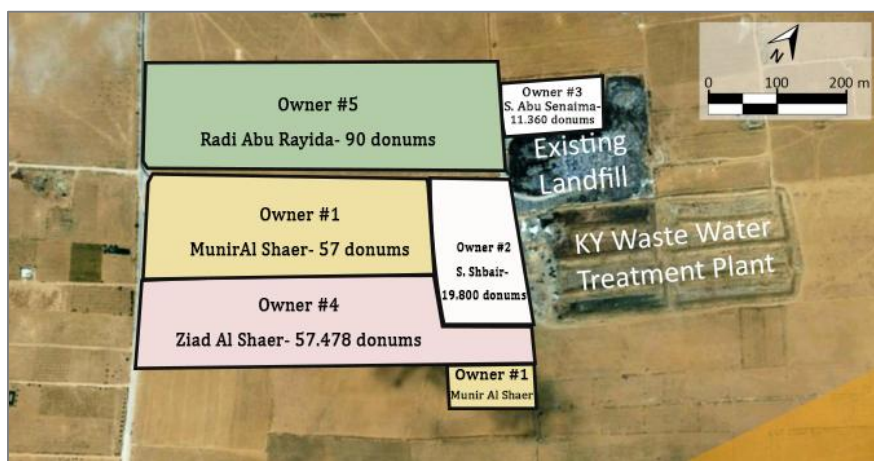 N
0 100 200 m
Owner #5
Radi Abu Rayida- 90 donums
Owner #3
S. Abu Senaima-
11.360 donums
Existing
Landfill
Owner #1
MunirAl Shaer- 57 donums
Owner #2
S. Shbair-
19.800 donums
KY Waste Water
Treatment Plant
Owner #4
Ziad Al Shaer- 57.478 donums
Owner #1
Munir Al Shaer